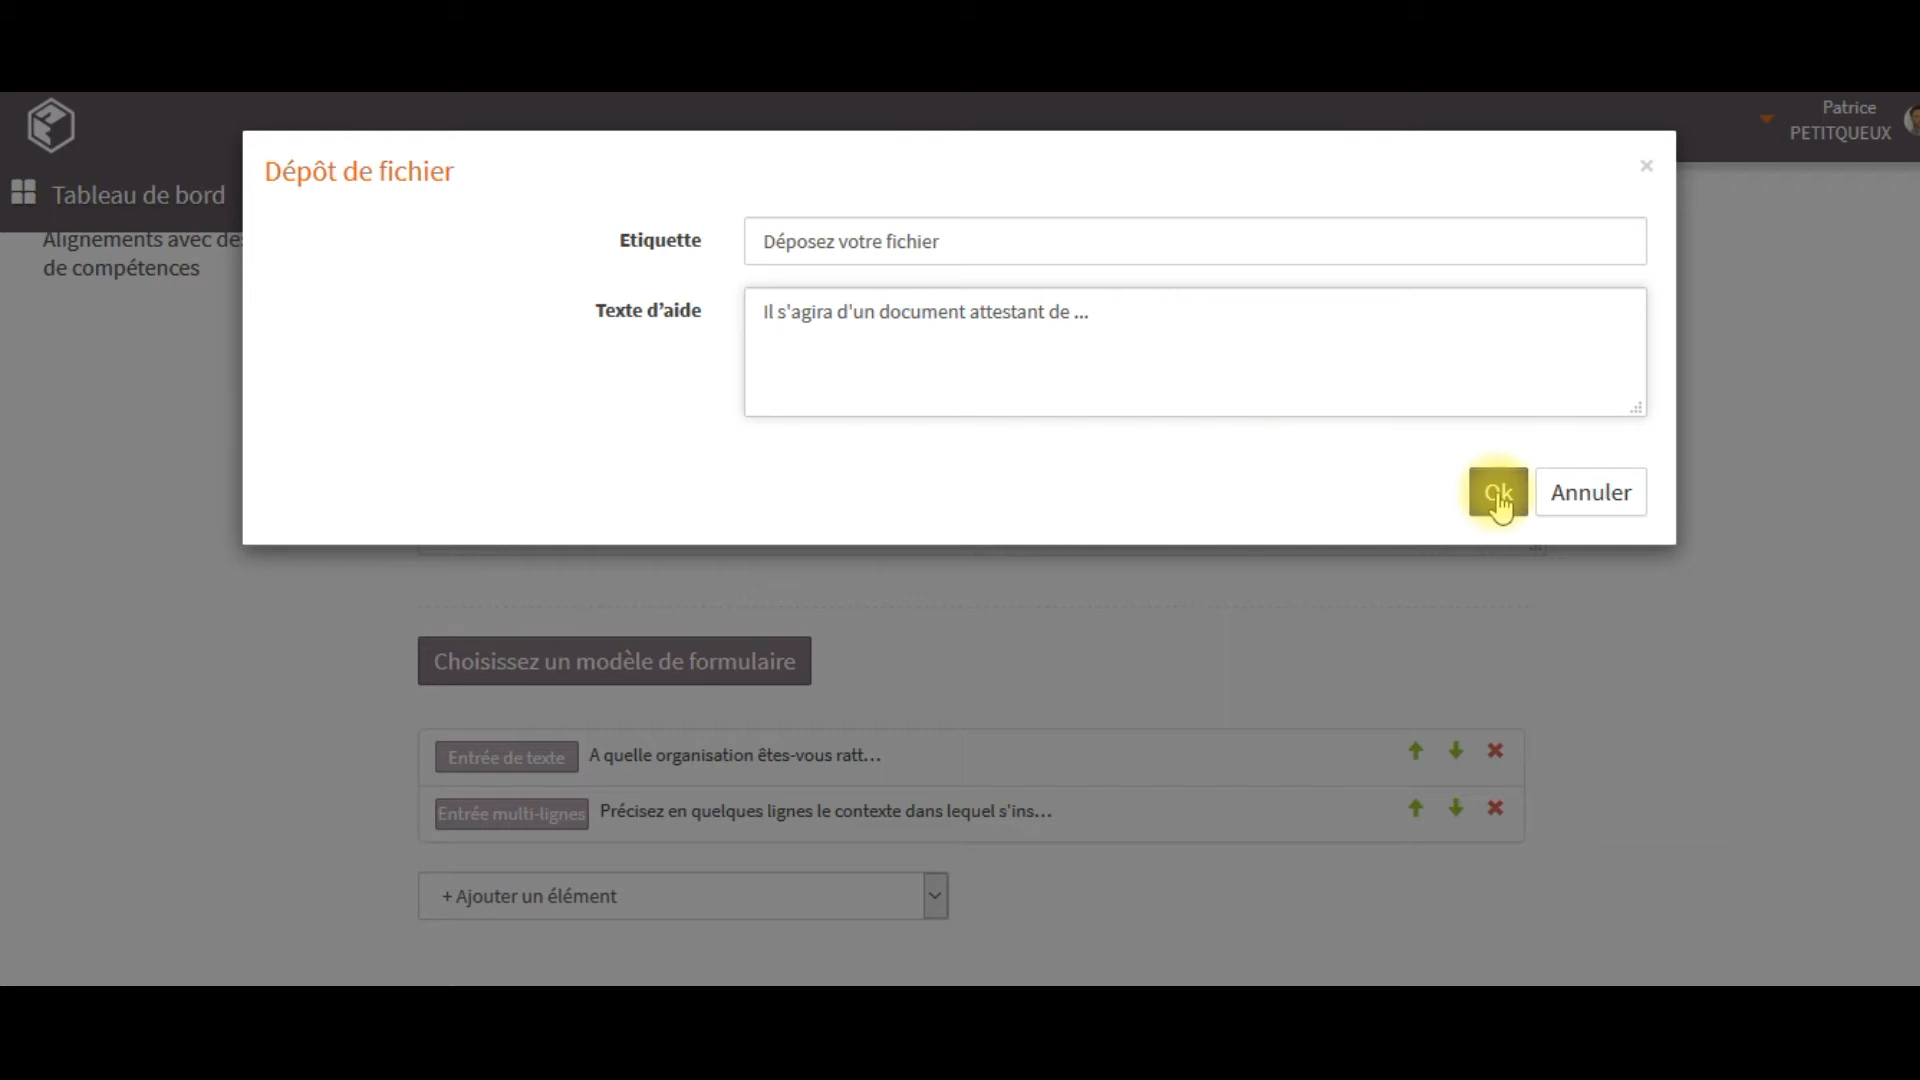 Patrice
PETITQUEUX
Dépôt de fichier
×
Tableau de bord
Etiquette
Déposez votre fichier
Alignements avec de
de compétences
Texte d’aide
Il s'agira d'un document attestant de ...
Ok
Annuler
Choisissez un modèle de formulaire
Entrée de texte
A quelle organisation êtes-vous ratt...
Entrée multi-lignes
Précisez en quelques lignes le contexte dans lequel s'ins...
+ Ajouter un élément